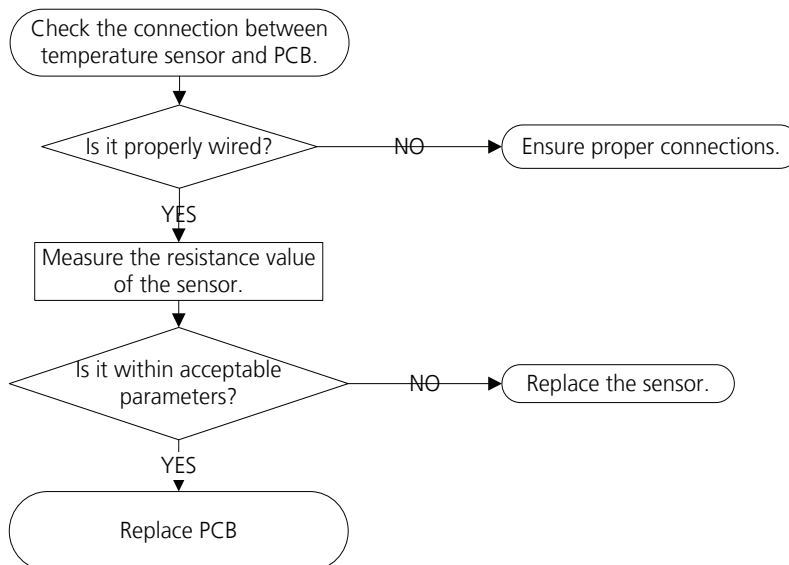 Check the connection between
temperature sensor and PCB.
Is it properly wired?
NO
Ensure proper connections.
YES
Measure the resistance value
of the sensor.
Is it within acceptable
parameters?
NO
Replace the sensor.
YES
Replace PCB